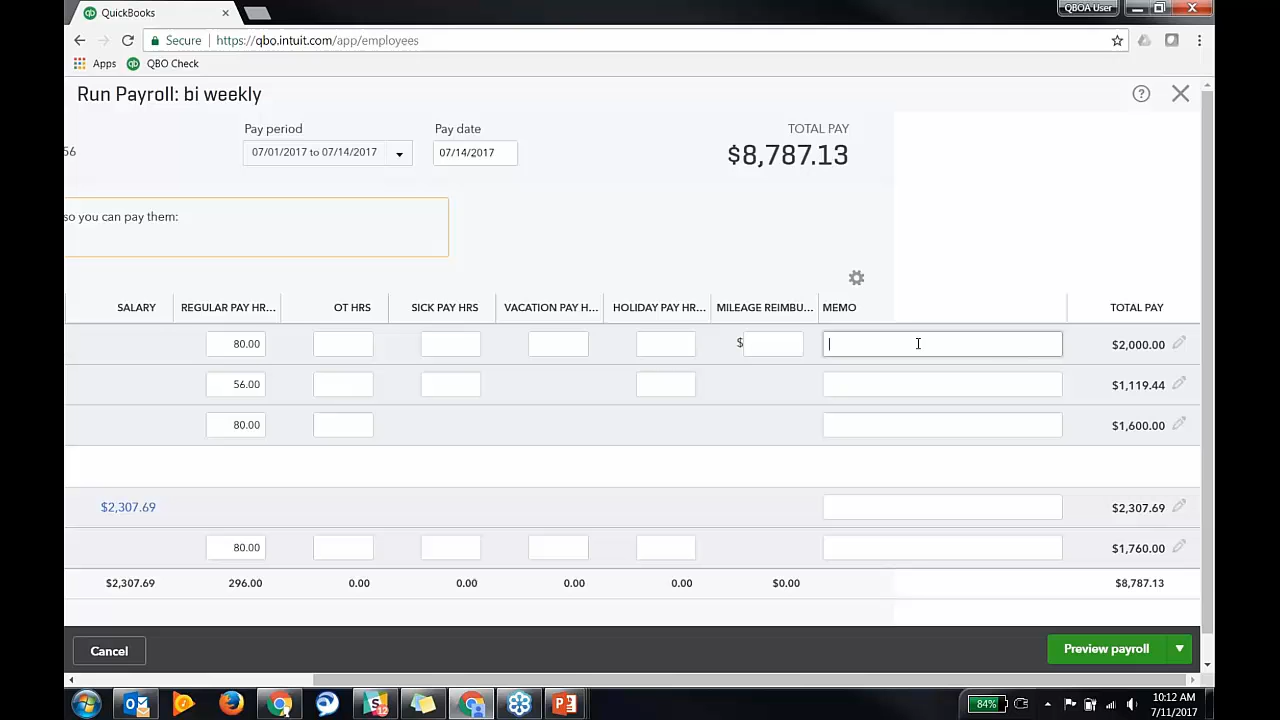 QuickBooks
QBOA User
Secure https://qbo.intuit.com/app/employees
Apps QBO Check
Run Payroll: bi weekly
Pay period Pay date TOTAL PAY
56 07/01/2017 to 07/14/2017 07/14/2017 $8,787.13
so you can pay them:
SALARY REGULAR PAY HR... OT HRS SICK PAY HRS VACATION PAY H... HOLIDAY PAY HR... MILEAGE REIMBU... MEMO TOTAL PAY
80.00 $ $2,000.00
56.00 $1,119.44
80.00 $1,600.00
$2,307.69 $2,307.69
80.00 $1,760.00
$2,307.69 296.00 0.00 0.00 0.00 0.00 $0.00 $8,787.13
Cancel Preview payroll
84% 10:12 AM
7/11/2017